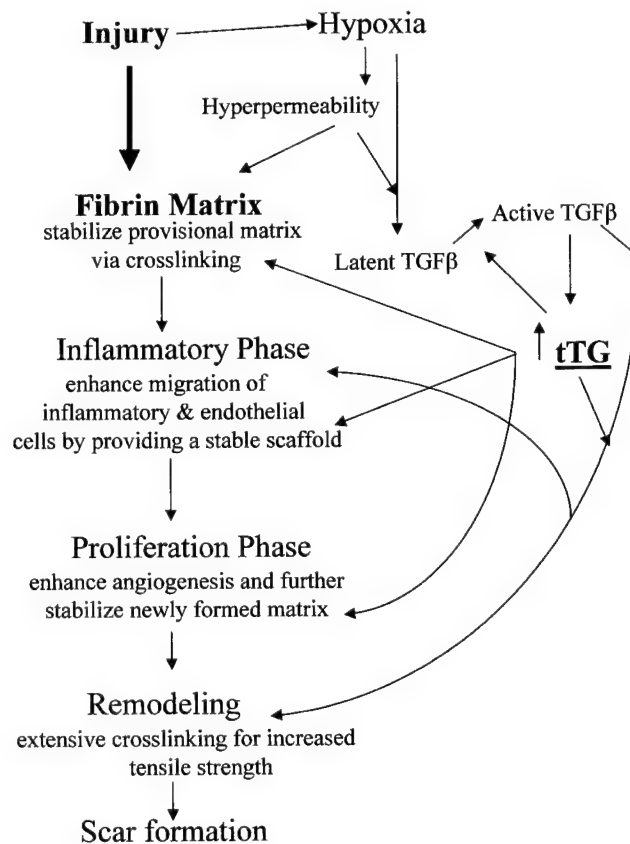 Injury
Hypoxia
Hyperpermeability
Fibrin Matrix
stabilize provisional matrix
via crosslinking
Active TGFβ
Latent TGFβ
tTG
Inflammatory Phase
enhance migration of
inflammatory & endothelial
cells by providing a stable scaffold
Proliferation Phase
enhance angiogenesis and further
stabilize newly formed matrix
Remodeling
extensive crosslinking for increased
tensile strength
Scar formation